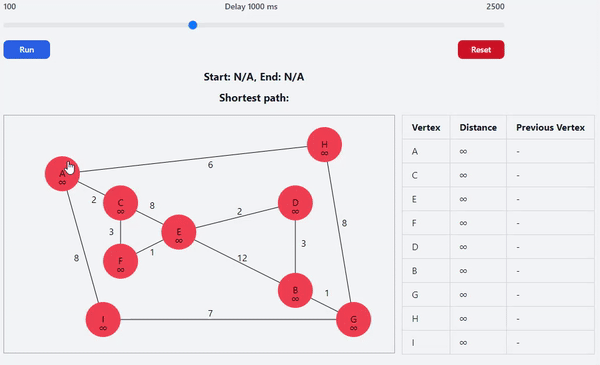 100 Delay 1000 ms 2500
Run Reset
Start: N/A, End: N/A
Shortest path:
H
∞
6
A
∞
2
C
∞
8
2
D
∞
8
3
E
∞
3
F
∞
1
12
8
B
∞
1
I
∞
7
G
∞
Vertex Distance Previous Vertex
A ∞ -
C ∞ -
E ∞ -
F ∞ -
D ∞ -
B ∞ -
G ∞ -
H ∞ -
I ∞ -